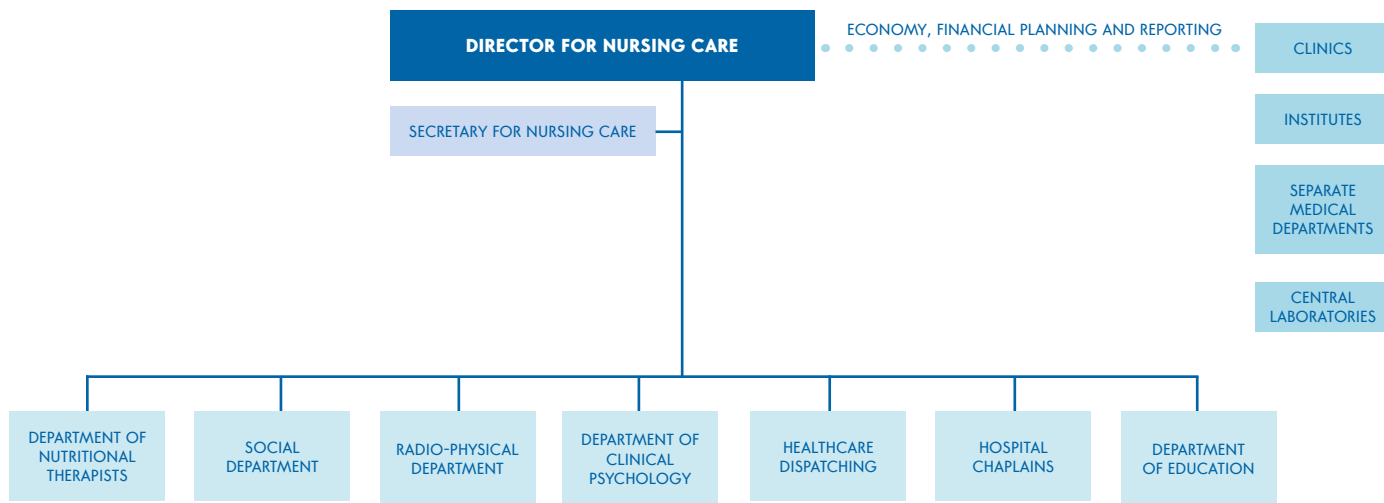 DIRECTOR FOR NURSING CARE
ECONOMY, FINANCIAL PLANNING AND REPORTING
CLINICS
SECRETARY FOR NURSING CARE
INSTITUTES
SEPARATE
MEDICAL
DEPARTMENTS
CENTRAL
LABORATORIES
DEPARTMENT OF
NUTRITIONAL
THERAPISTS
SOCIAL
DEPARTMENT
RADIO-PHYSICAL
DEPARTMENT
DEPARTMENT OF
CLINICAL
PSYCHOLOGY
HEALTHCARE
DISPATCHING
HOSPITAL
CHAPLAINS
DEPARTMENT
OF EDUCATION